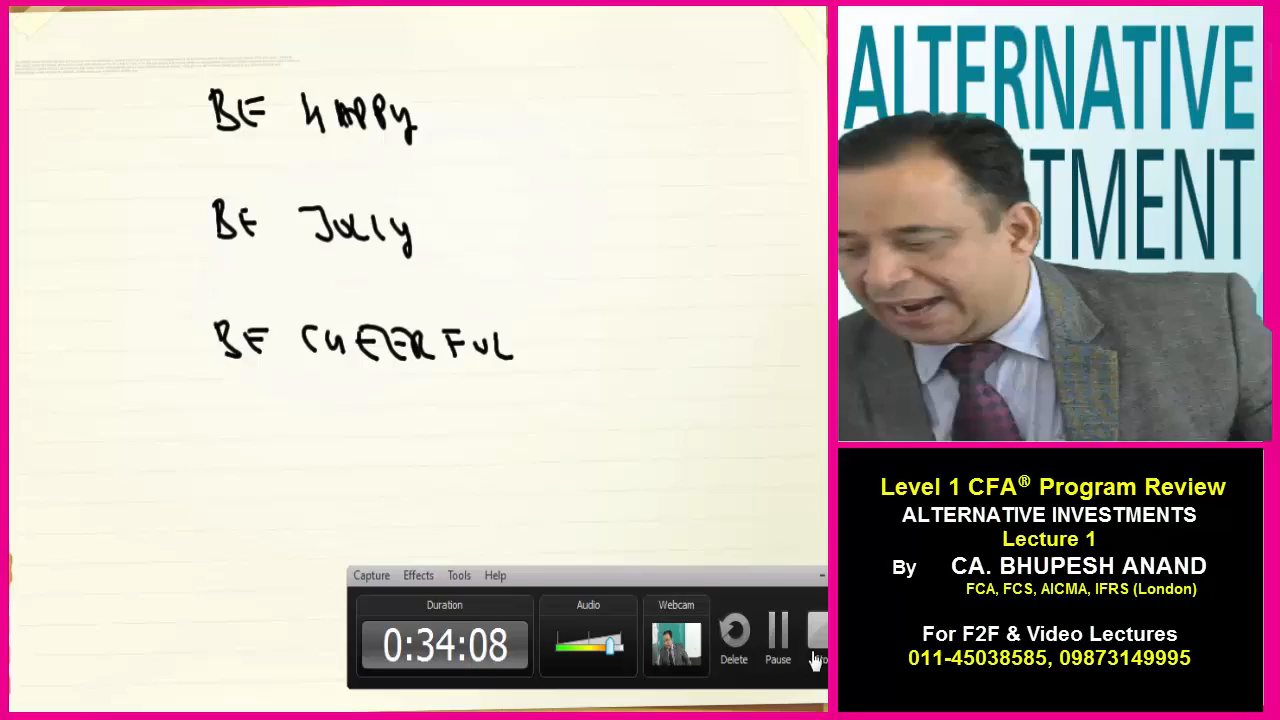 BE HAPPY
BE JULLY
BE CHEERFUL
Capture Effects Tools Help
Duration
0:34:08
Audio
Webcam
Delete
Pause
ALTERNATIVE
TMENT
Level 1 CFA® Program Review
ALTERNATIVE INVESTMENTS
Lecture 1
By CA. BHUPESH ANAND
FCA, FCS, AICMA, IFRS (London)
For F2F & Video Lectures
011-45038585, 09873149995